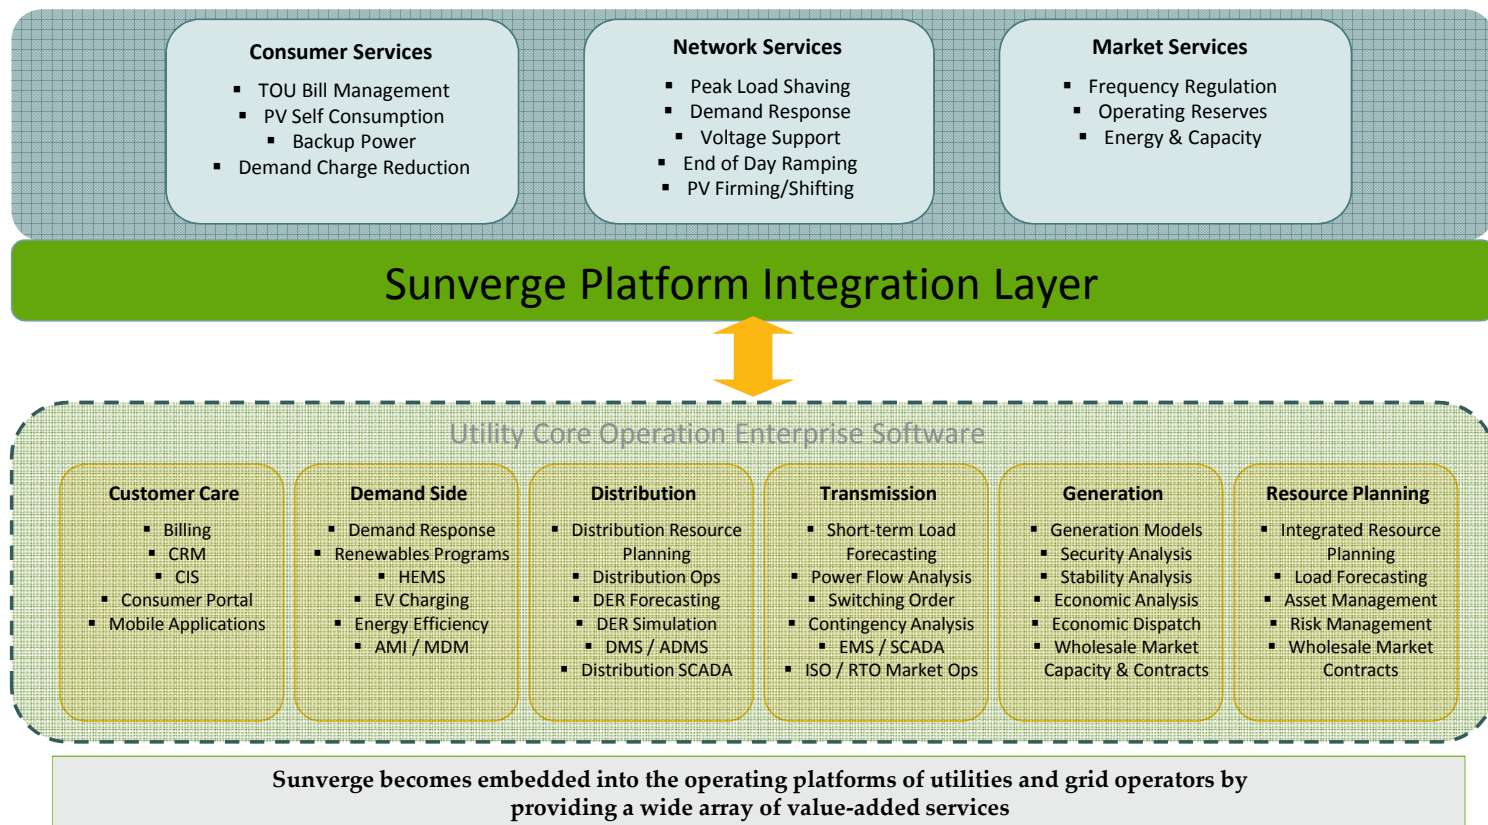 Consumer Services
▪ TOU Bill Management
▪ PV Self Consumption
▪ Backup Power
▪ Demand Charge Reduction
Network Services
▪ Peak Load Shaving
▪ Demand Response
▪ Voltage Support
▪ End of Day Ramping
▪ PV Firming/Shifting
Market Services
▪ Frequency Regulation
▪ Operating Reserves
▪ Energy & Capacity
Sunverge Platform Integration Layer
Utility Core Operation Enterprise Software
Customer Care
▪ Billing
▪ CRM
▪ CIS
▪ Consumer Portal
▪ Mobile Applications
Demand Side
▪ Demand Response
▪ Renewables Programs
▪ HEMS
▪ EV Charging
▪ Energy Efficiency
▪ AMI / MDM
Distribution
▪ Distribution Resource
Planning
▪ Distribution Ops
▪ DER Forecasting
▪ DER Simulation
▪ DMS / ADMS
▪ Distribution SCADA
Transmission
▪ Short-term Load
Forecasting
▪ Power Flow Analysis
▪ Switching Order
▪ Contingency Analysis
▪ EMS / SCADA
▪ ISO / RTO Market Ops
Generation
▪ Generation Models
▪ Security Analysis
▪ Stability Analysis
▪ Economic Analysis
▪ Economic Dispatch
▪ Wholesale Market
Capacity & Contracts
Resource Planning
▪ Integrated Resource
Planning
▪ Load Forecasting
▪ Asset Management
▪ Risk Management
▪ Wholesale Market
Contracts
Sunverge becomes embedded into the operating platforms of utilities and grid operators by
providing a wide array of value-added services